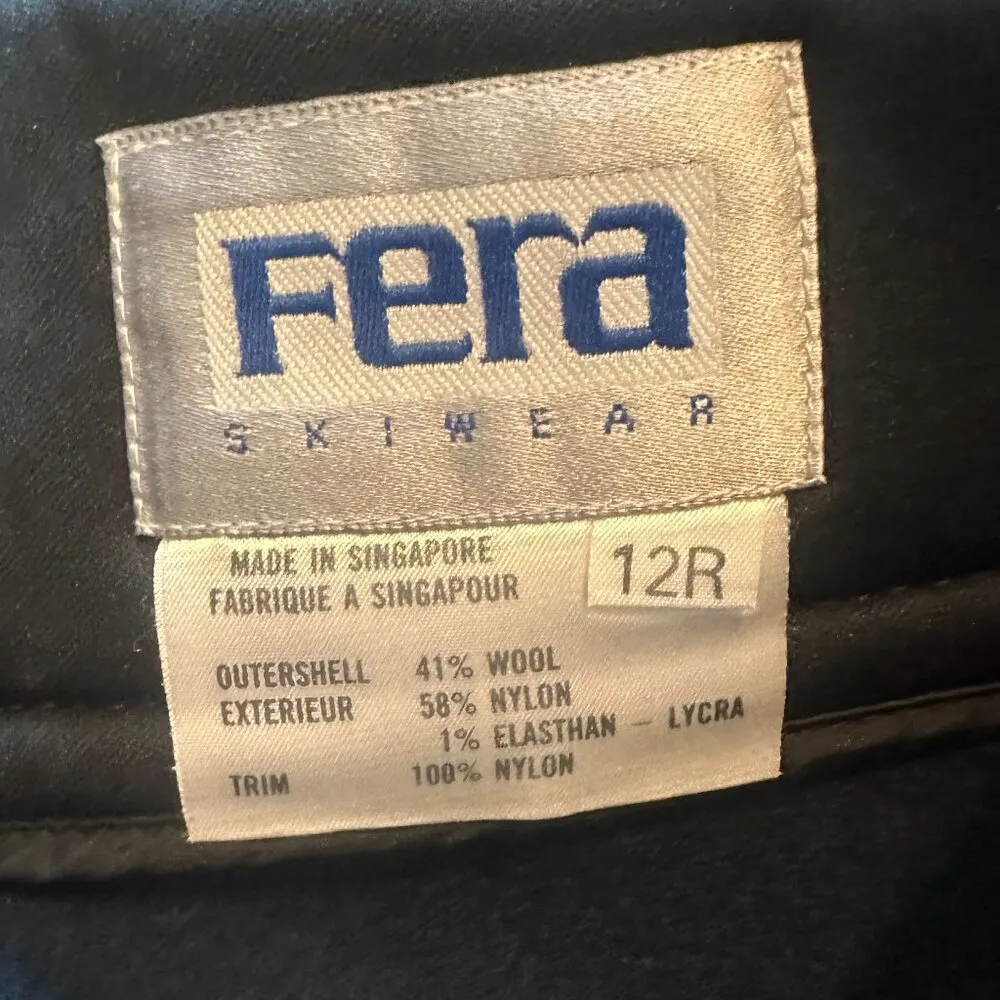 Fera
SKIWEAR
MADE IN SINGAPORE
FABRIQUE A SINGAPOUR
12R
OUTERSHELL 41% WOOL
EXTERIEUR 58% NYLON
1% ELASTHAN — LYCRA
TRIM 100% NYLON